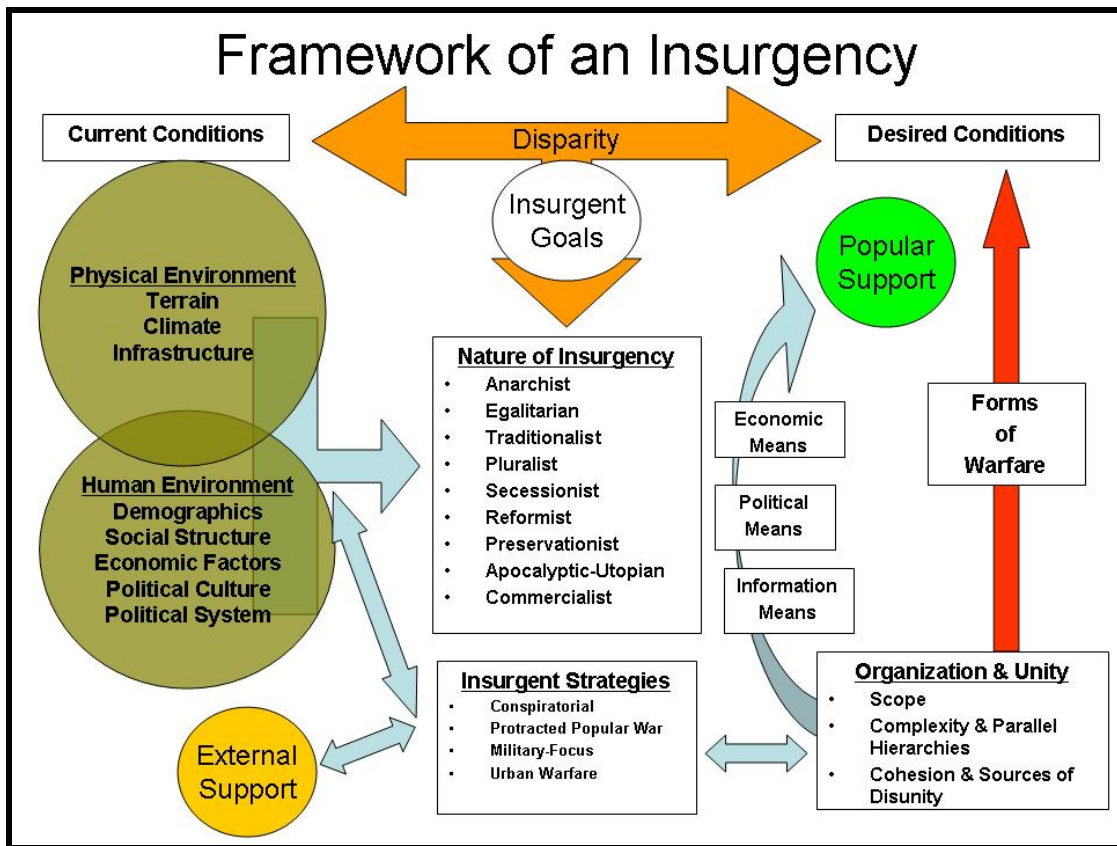 Framework of an Insurgency
Current Conditions
Disparity
Desired Conditions
Insurgent
Goals
Popular
Support
Physical Environment
Terrain
Climate
Infrastructure
Human Environment
Demographics
Social Structure
Economic Factors
Political Culture
Political System
Nature of Insurgency
• Anarchist
• Egalitarian
• Traditionalist
• Pluralist
• Secessionist
• Reformist
• Preservationist
• Apocalyptic-Utopian
• Commercialist
Economic
Means
Political
Means
Information
Means
Forms
of
Warfare
External
Support
Insurgent Strategies
• Conspiratorial
• Protracted Popular War
• Military-Focus
• Urban Warfare
Organization & Unity
• Scope
• Complexity & Parallel
Hierarchies
• Cohesion & Sources of
Disunity